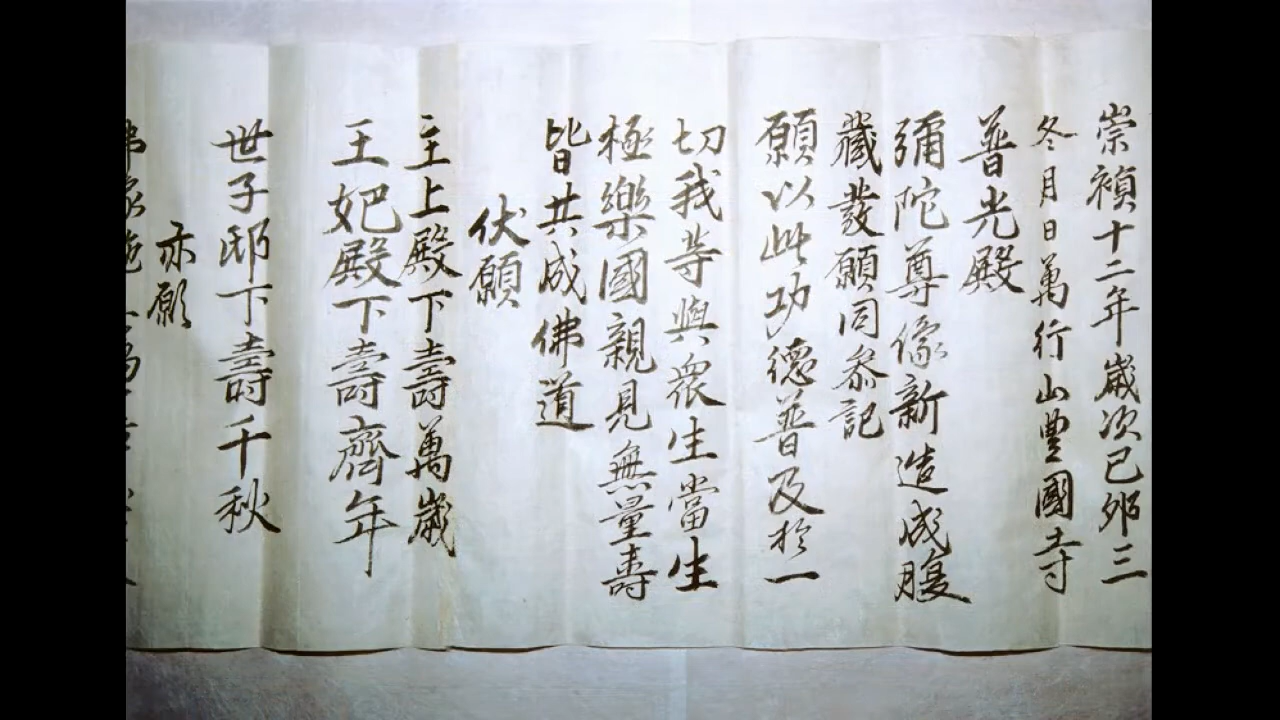 崇禎十二年歲次己卯三
冬月日萬行山豊國寺
普光殿
彌陀尊像新造成腹
藏發願同叅記
願以此功德普及於一
切我等與衆生當生
極樂國親見無量壽
皆共成佛道
伏願
主上殿下壽萬歲
王妃殿下壽齊年
世子邸下壽千秋
亦願